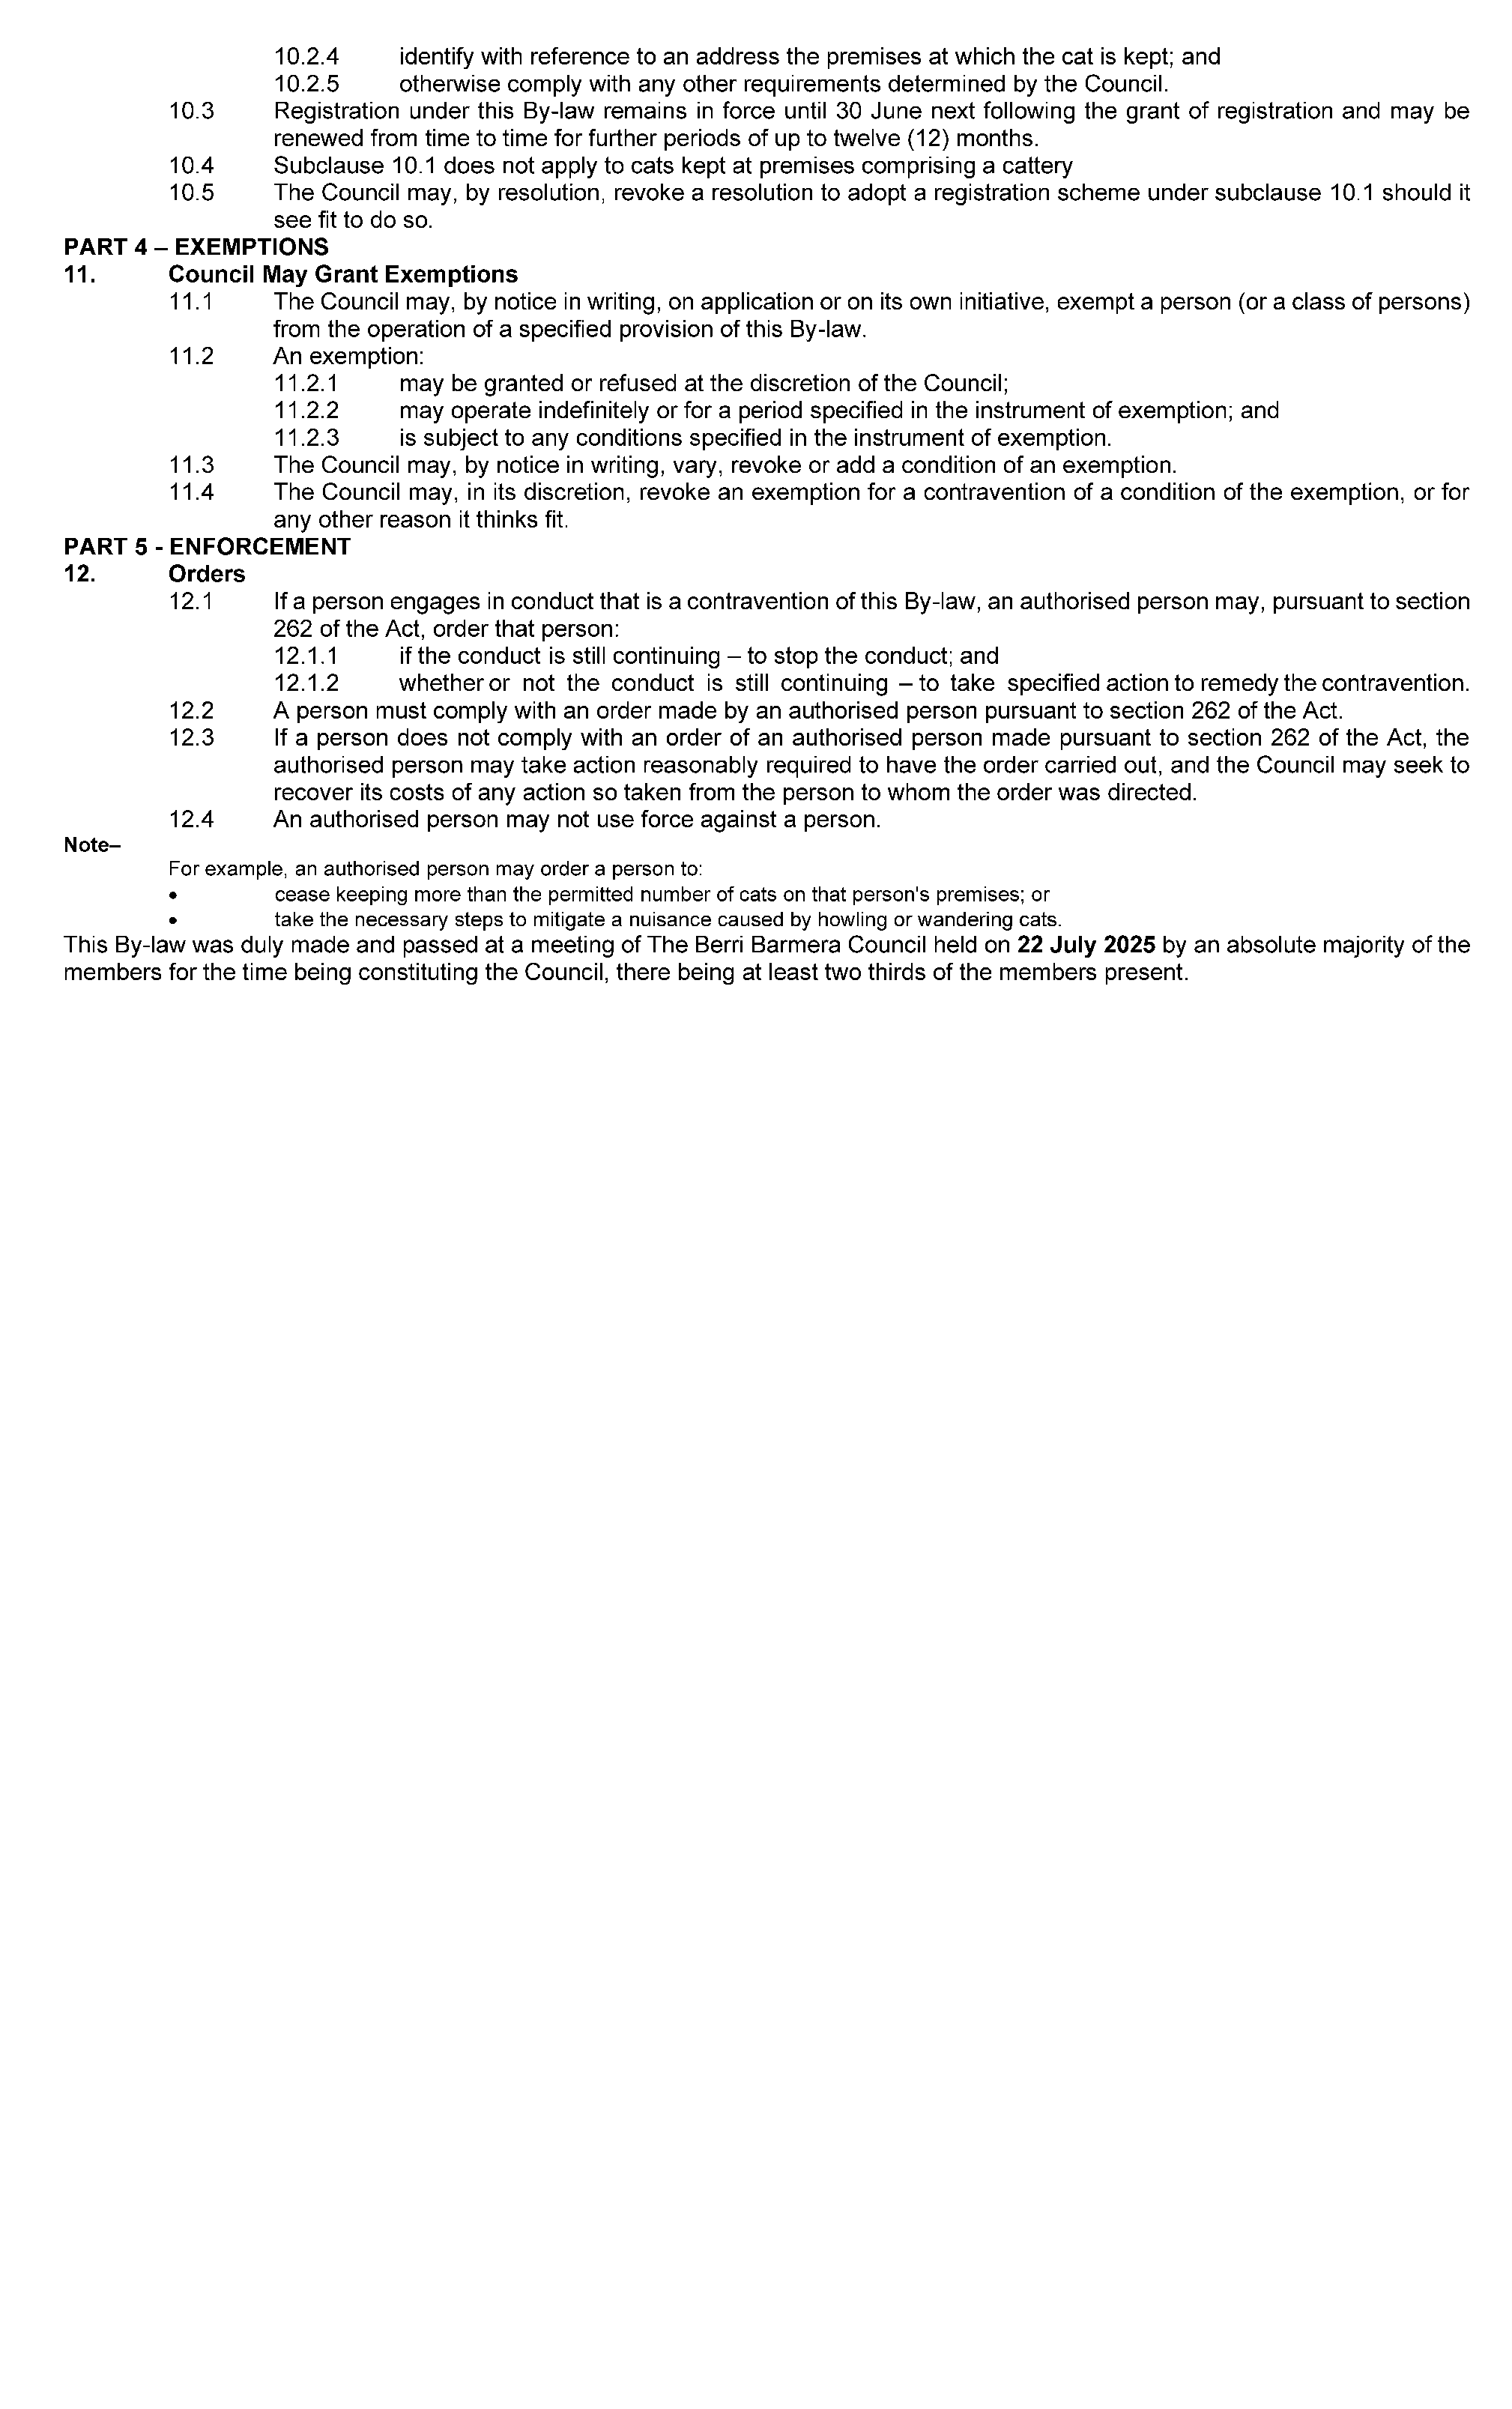 10.2.4 identify with reference to an address the premises at which the cat is kept; and
10.2.5 otherwise comply with any other requirements determined by the Council.
10.3 Registration under this By-law remains in force until 30 June next following the grant of registration and may be
renewed from time to time for further periods of up to twelve (12) months.
10.4 Subclause 10.1 does not apply to cats kept at premises comprising a cattery
10.5 The Council may, by resolution, revoke a resolution to adopt a registration scheme under subclause 10.1 should it
see fit to do so.
PART 4 – EXEMPTIONS
11. Council May Grant Exemptions
11.1 The Council may, by notice in writing, on application or on its own initiative, exempt a person (or a class of persons)
from the operation of a specified provision of this By-law.
11.2 An exemption:
11.2.1 may be granted or refused at the discretion of the Council;
11.2.2 may operate indefinitely or for a period specified in the instrument of exemption; and
11.2.3 is subject to any conditions specified in the instrument of exemption.
11.3 The Council may, by notice in writing, vary, revoke or add a condition of an exemption.
11.4 The Council may, in its discretion, revoke an exemption for a contravention of a condition of the exemption, or for
any other reason it thinks fit.
PART 5 - ENFORCEMENT
12. Orders
12.1 If a person engages in conduct that is a contravention of this By-law, an authorised person may, pursuant to section
262 of the Act, order that person:
12.1.1 if the conduct is still continuing – to stop the conduct; and
12.1.2 whether or not the conduct is still continuing – to take specified action to remedy the contravention.
12.2 A person must comply with an order made by an authorised person pursuant to section 262 of the Act.
12.3 If a person does not comply with an order of an authorised person made pursuant to section 262 of the Act, the
authorised person may take action reasonably required to have the order carried out, and the Council may seek to
recover its costs of any action so taken from the person to whom the order was directed.
12.4 An authorised person may not use force against a person.
Note–
For example, an authorised person may order a person to:
• cease keeping more than the permitted number of cats on that person's premises; or
• take the necessary steps to mitigate a nuisance caused by howling or wandering cats.
This By-law was duly made and passed at a meeting of The Berri Barmera Council held on 22 July 2025 by an absolute majority of the
members for the time being constituting the Council, there being at least two thirds of the members present.